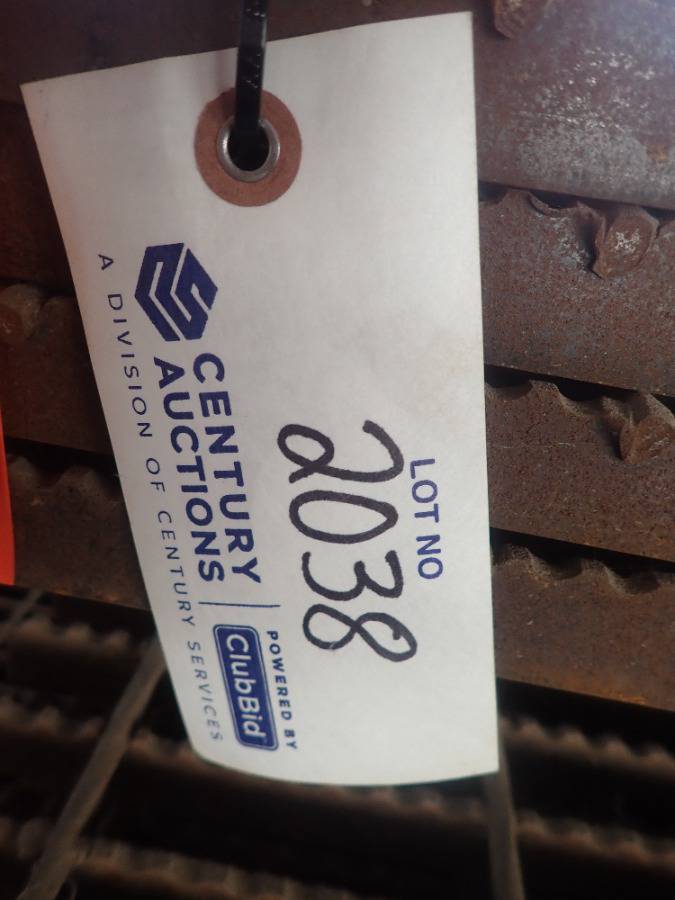 LOT NO
2038
CENTURY
AUCTIONS
POWERED BY
ClubBid
A DIVISION OF CENTURY SERVICES